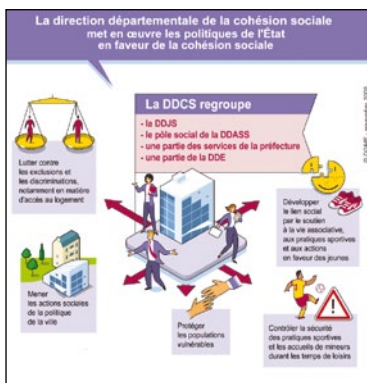 La direction départementale de la cohésion sociale
met en œuvre les politiques de l'État
en faveur de la cohésion sociale
La DDCS regroupe
- la DDJS
- le pôle social de la DDASS
- une partie des services de la préfecture
- une partie de la DDE
Lutter contre
les exclusions et
les discriminations,
notamment en matière
d'accès au logement
Développer
le lien social
par le soutien
à la vie associative,
aux pratiques sportives
et aux actions
en faveur des jeunes
Mener
les actions sociales
de la politique
de la ville
Protéger
les populations
vulnérables
Contrôler la sécurité
des pratiques sportives
et les accueils de mineurs
durant les temps de loisirs